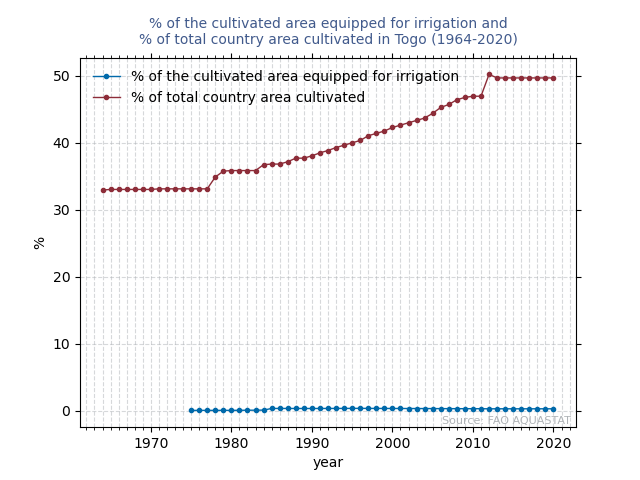 % of the cultivated area equipped for irrigation and
% of total country area cultivated in Togo (1964-2020)
% of the cultivated area equipped for irrigation
% of total country area cultivated
50
40
30
20
10
0
%
1970 1980 1990 2000 2010 2020
year
Source: FAO AQUASTAT